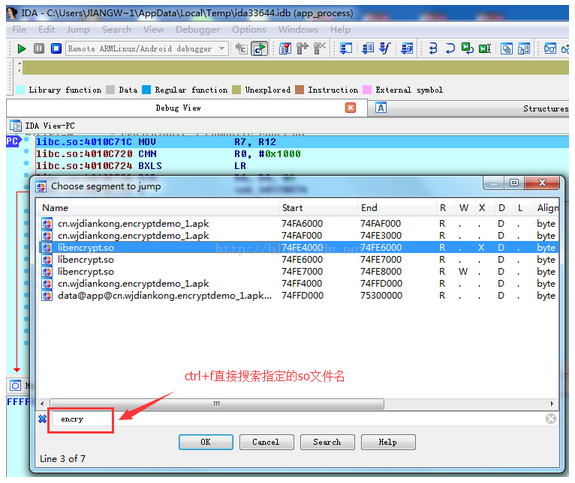 IDA - C:\Users\JIANGW~1\AppData\Local\Temp\ida33644.idb (app_process)
File Edit Jump Search View Debugger Options Windows Help
Remote ARMLinux/Android debugger
Library function Data Regular function Unexplored Instruction External symbol
Debug View Structures
IDA View-PC
PC libc.so:4010C71C MOV R7, R12
libc.so:4010C720 CMN R0, #0x1000
libc.so:4010C724 BXLS LR
Choose segment to jump
Name Start End R W X D L Align
cn.wjdiankong.encryptdemo_1.apk 74FA6000 74FAF000 R . . D . byte
cn.wjdiankong.encryptdemo_1.apk 74FAF000 74FE3000 R . . D . byte
libencrypt.so 74FE4000 74FE6000 R . X D . byte
libencrypt.so 74FE6000 74FE7000 R . . D . byte
libencrypt.so 74FE7000 74FE8000 R W . D . byte
cn.wjdiankong.encryptdemo_1.apk 74FF4000 74FFD000 R . . D . byte
data@app@cn.wjdiankong.encryptdemo_1.apk... 74FFD000 75300000 R . . D . byte
ctrl+f直接搜索指定的so文件名
FFFF
encry
OK Cancel Search Help
Line 3 of 7